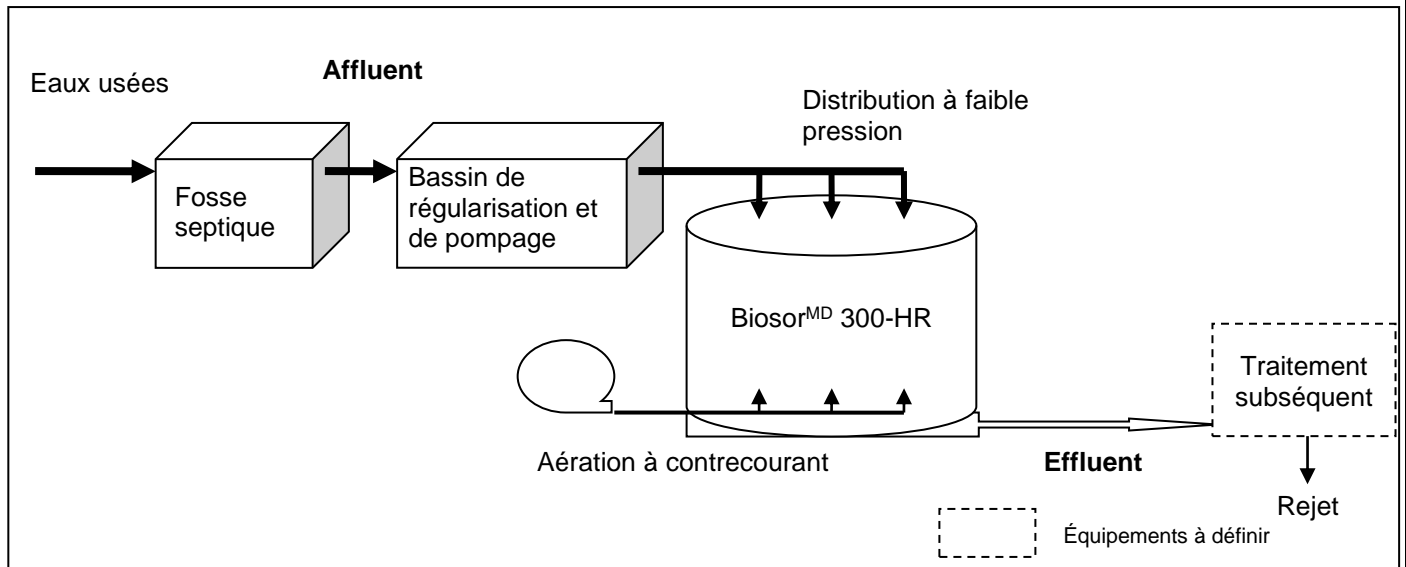 Eaux usées
Affluent
Distribution à faible
pression
Fosse
septique
Bassin de
régularisation et
de pompage
Biosor^MD 300-HR
Traitement
subséquent
Aération à contrecourant
Effluent
Rejet
Équipements à définir